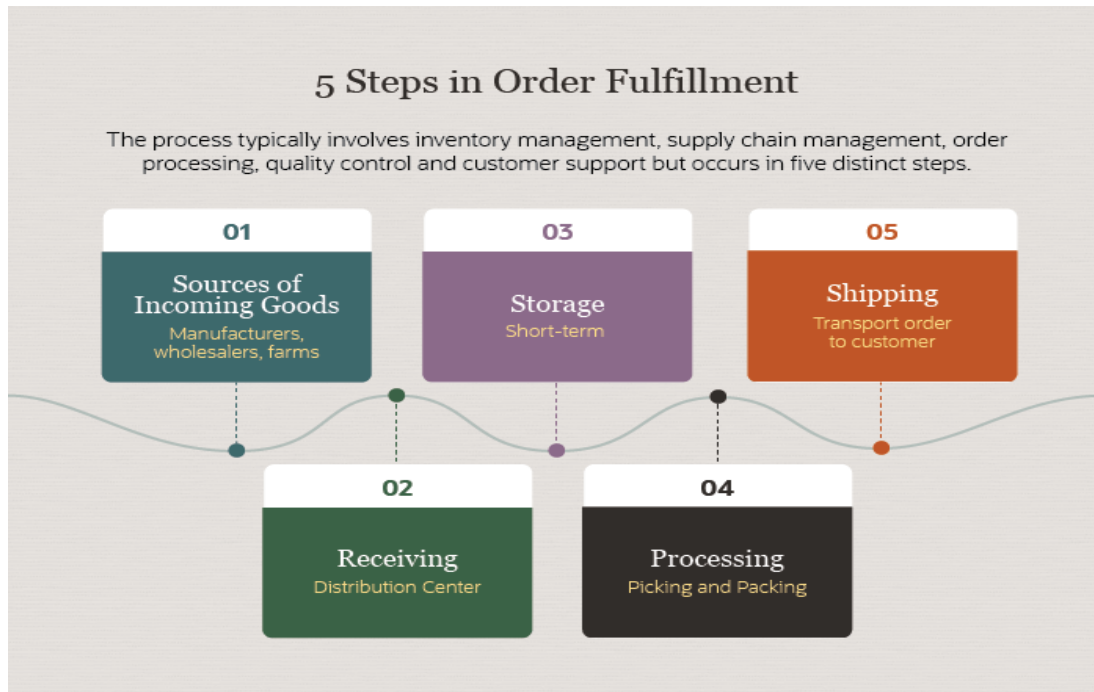 5 Steps in Order Fulfillment
The process typically involves inventory management, supply chain management, order
processing, quality control and customer support but occurs in five distinct steps.
01
Sources of
Incoming Goods
Manufacturers,
wholesalers, farms
02
Receiving
Distribution Center
03
Storage
Short-term
04
Processing
Picking and Packing
05
Shipping
Transport order
to customer